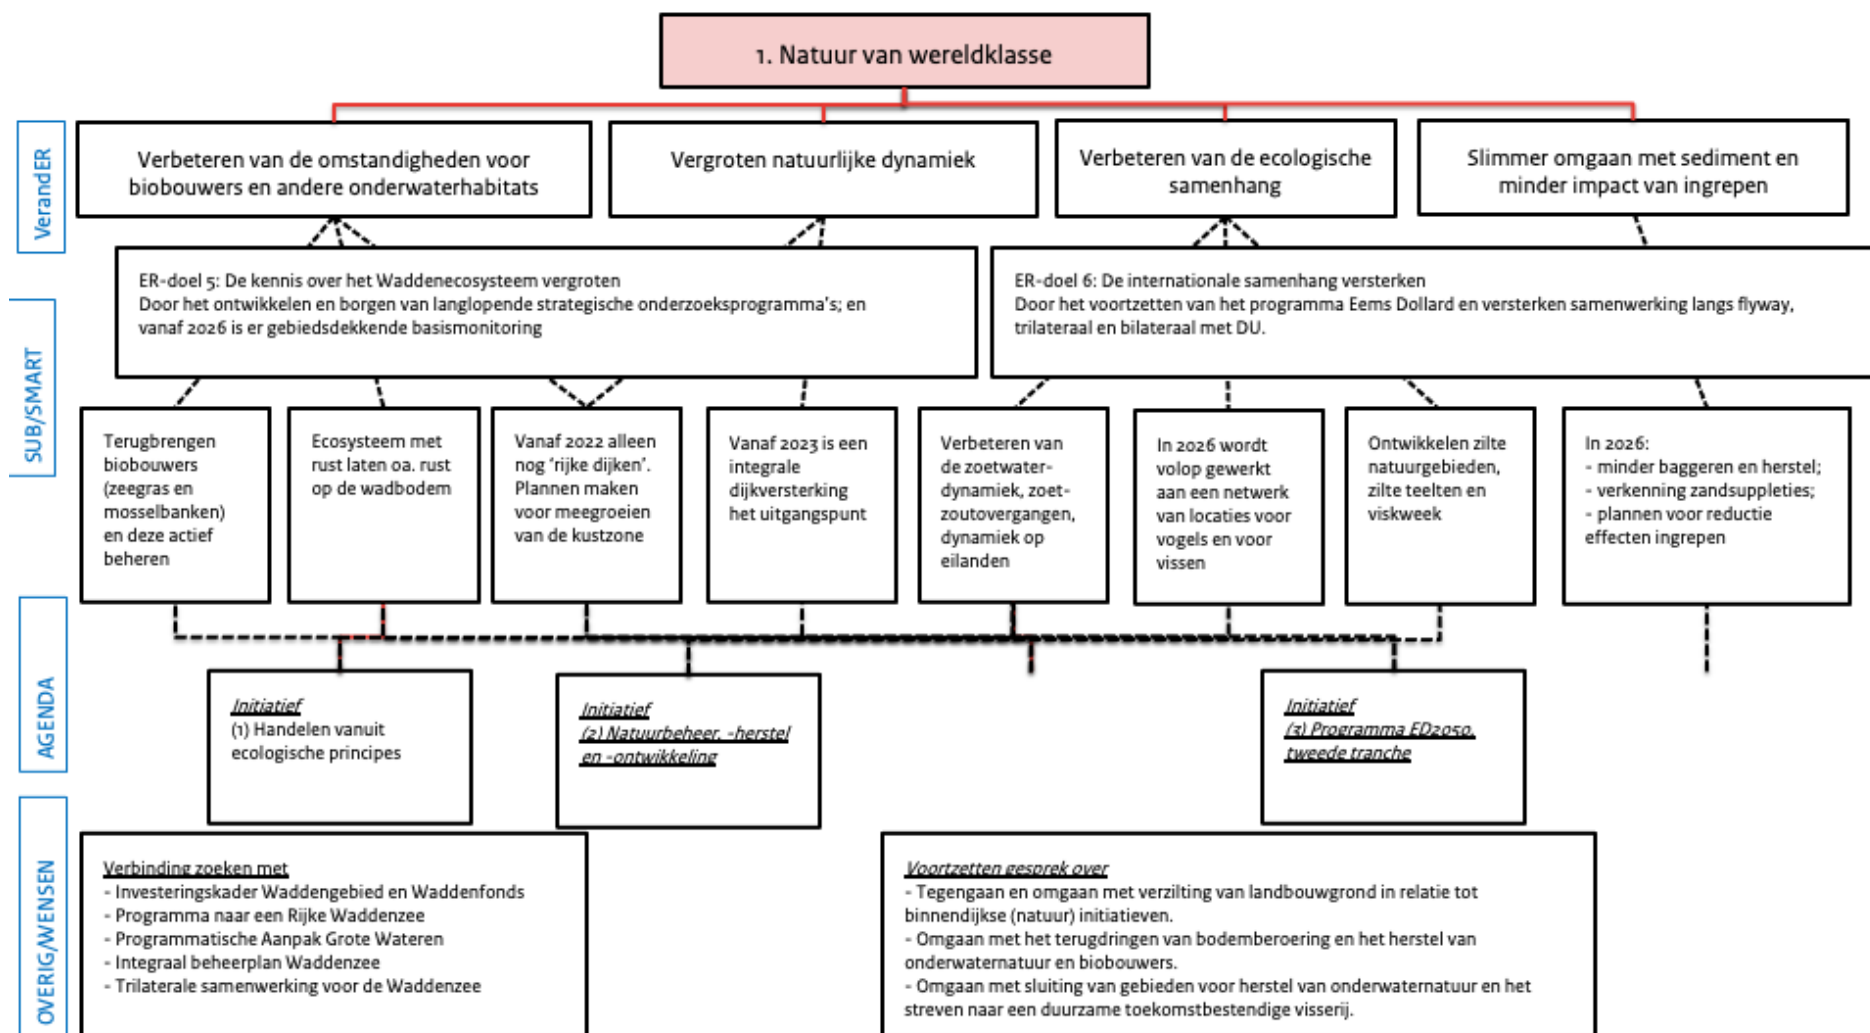 1. Natuur van wereldklasse
VerandER
Verbeteren van de omstandigheden voor
biobouwers en andere onderwaterhabitats
Vergroten natuurlijke dynamiek
Verbeteren van de ecologische
samenhang
Slimmer omgaan met sediment en
minder impact van ingrepen
SUB/SMART
ER-doel 5: De kennis over het Waddenecosysteem vergroten
Door het ontwikkelen en borgen van langlopende strategische onderzoeksprogramma's; en
vanaf 2026 is er gebiedsdekkende basismonitoring
ER-doel 6: De internationale samenhang versterken
Door het voortzetten van het programma Eems Dollard en versterken samenwerking langs flyway,
trilateraal en bilateraal met DU.
Terugbrengen
biobouwers
(zeegras en
mosselbanken)
en deze actief
beheren
Ecosysteem met
rust laten oa. rust
op de wadbodem
Vanaf 2022 alleen
nog 'rijke dijken'.
Plannen maken
voor meegroeien
van de kustzone
Vanaf 2023 is een
integrale
dijkversterking
het uitgangspunt
Verbeteren van
de zoetwater-
dynamiek, zoet-
zoutovergangen,
dynamiek op
eilanden
In 2026 wordt
volop gewerkt
aan een netwerk
van locaties voor
vogels en voor
vissen
Ontwikkelen zilte
natuurgebieden,
zilte teelten en
viskweek
In 2026:
- minder baggeren en herstel;
- verkenning zandsuppleties;
- plannen voor reductie
effecten ingrepen
AGENDA
Initiatief
(1) Handelen vanuit
ecologische principes
Initiatief
(2) Natuurbeheer, -herstel
en -ontwikkeling
Initiatief
(3) Programma ED2050,
tweede tranche
OVERIG/WENSEN
Verbinding zoeken met
- Investeringskader Waddengebied en Waddenfonds
- Programma naar een Rijke Waddenzee
- Programmatische Aanpak Grote Wateren
- Integraal beheerplan Waddenzee
- Trilaterale samenwerking voor de Waddenzee
Voortzetten gesprek over
- Tegengaan en omgaan met verzilting van landbouwgrond in relatie tot
binnendijkse (natuur) initiatieven.
- Omgaan met het terugdringen van bodemberoering en het herstel van
onderwaternatuur en biobouwers.
- Omgaan met sluiting van gebieden voor herstel van onderwaternatuur en het
streven naar een duurzame toekomstbestendige visserij.